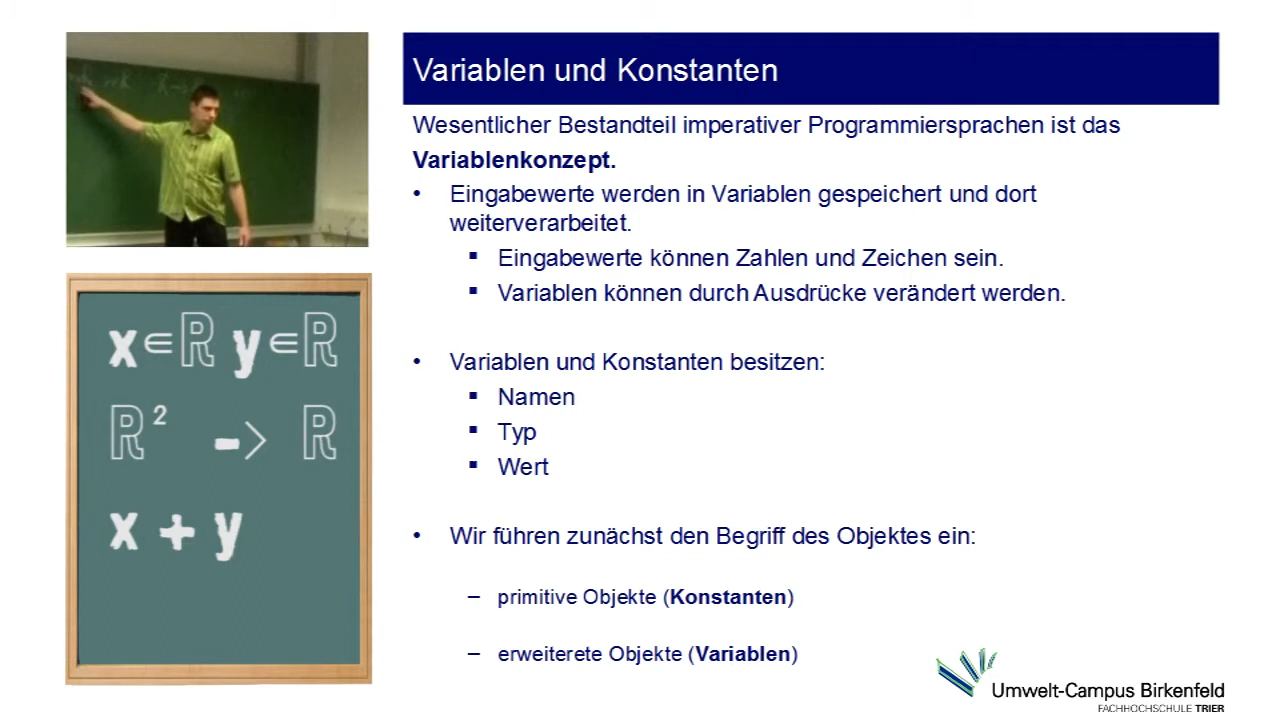 Variablen und Konstanten
Wesentlicher Bestandteil imperativer Programmiersprachen ist das
Variablenkonzept.
• Eingabewerte werden in Variablen gespeichert und dort
weiterverarbeitet.
▪ Eingabewerte können Zahlen und Zeichen sein.
▪ Variablen können durch Ausdrücke verändert werden.
• Variablen und Konstanten besitzen:
▪ Namen
▪ Typ
▪ Wert
• Wir führen zunächst den Begriff des Objektes ein:
– primitive Objekte (Konstanten)
– erweiterete Objekte (Variablen)
x∈ℝ y∈ℝ
ℝ² -> ℝ
x + y
Umwelt-Campus Birkenfeld
FACHHOCHSCHULE TRIER